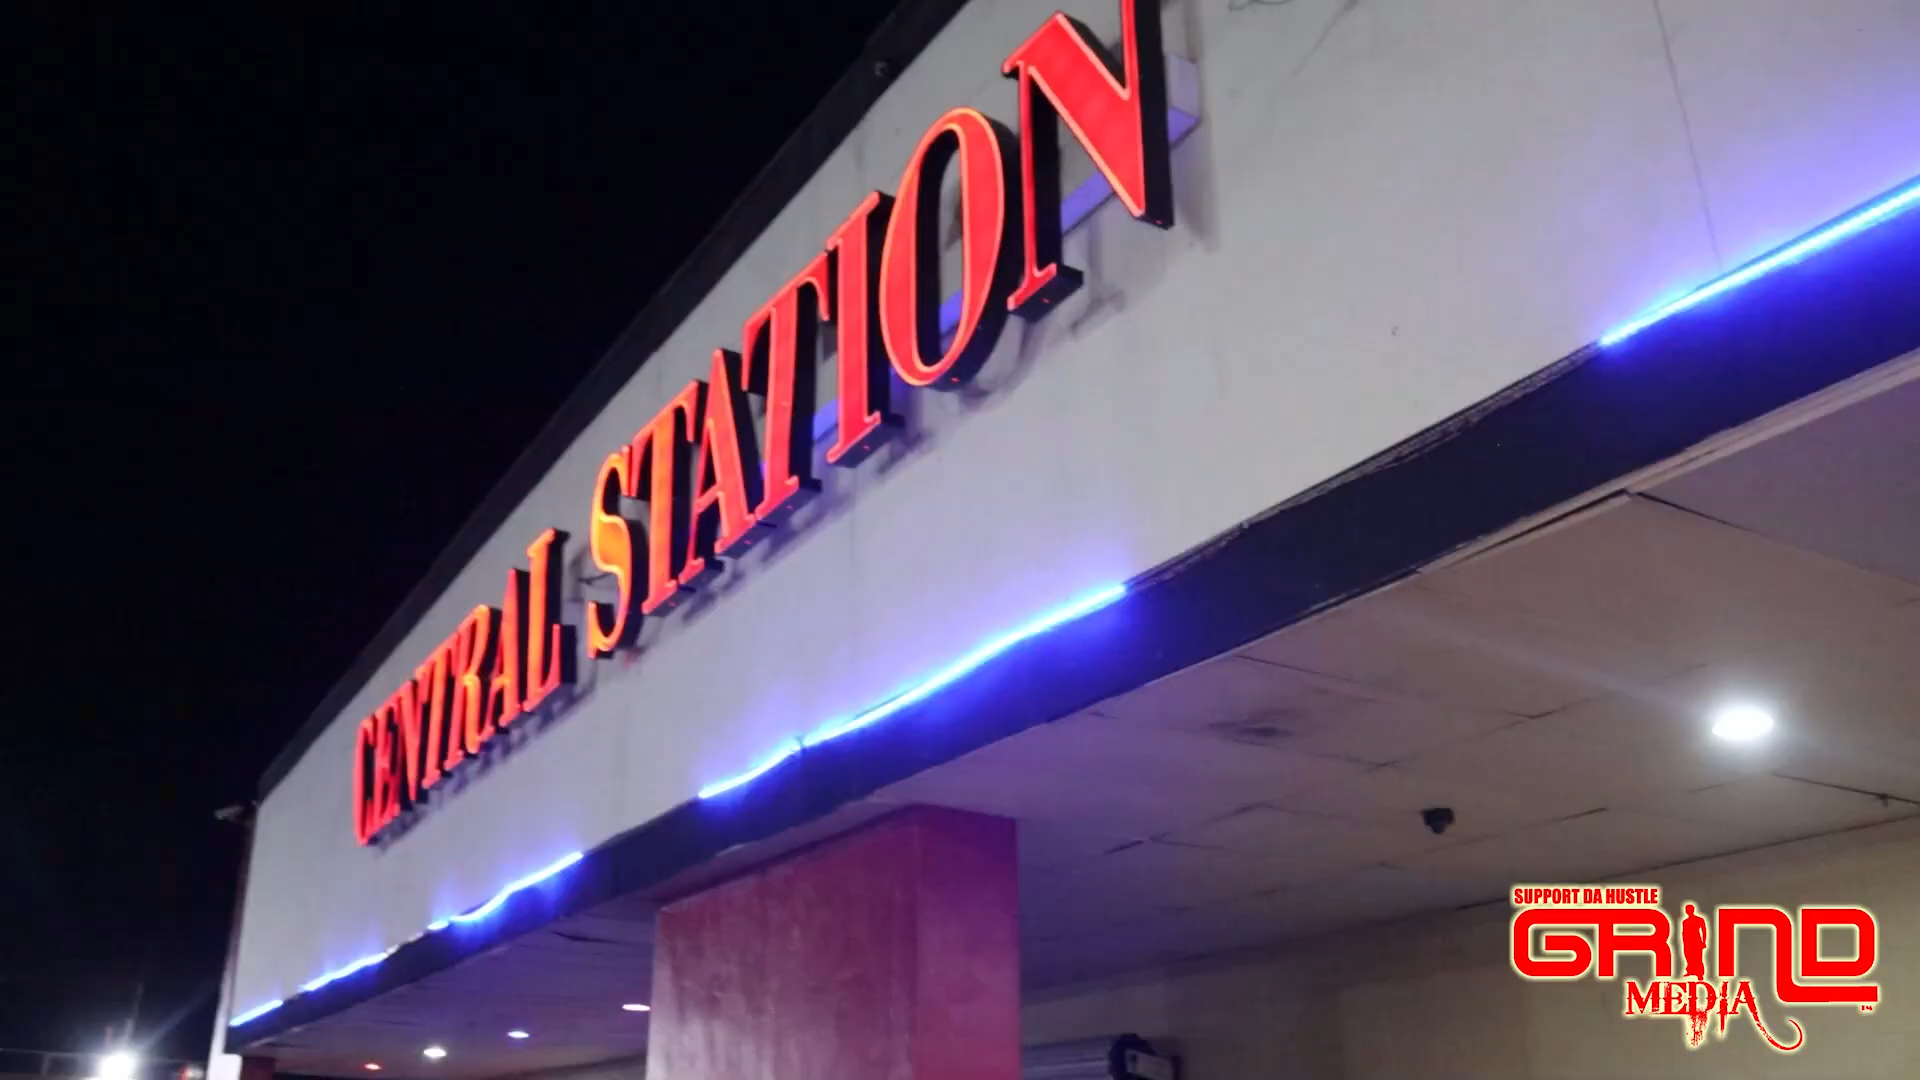 CENTRAL STATION
SUPPORT DA HUSTLE
GRIND
MEDIA